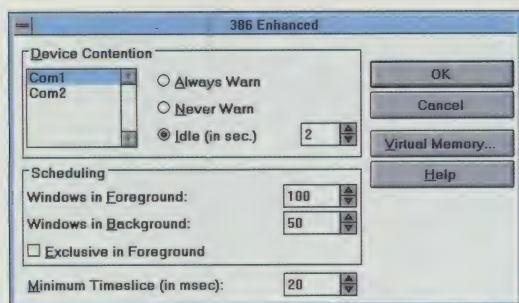 386 Enhanced
Device Contention
Com1
Com2
Always Warn
Never Warn
Idle (in sec.)
2
OK
Cancel
Virtual Memory...
Help
Scheduling
Windows in Foreground:
100
Windows in Background:
50
Exclusive in Foreground
Minimum Timeslice (in msec):
20